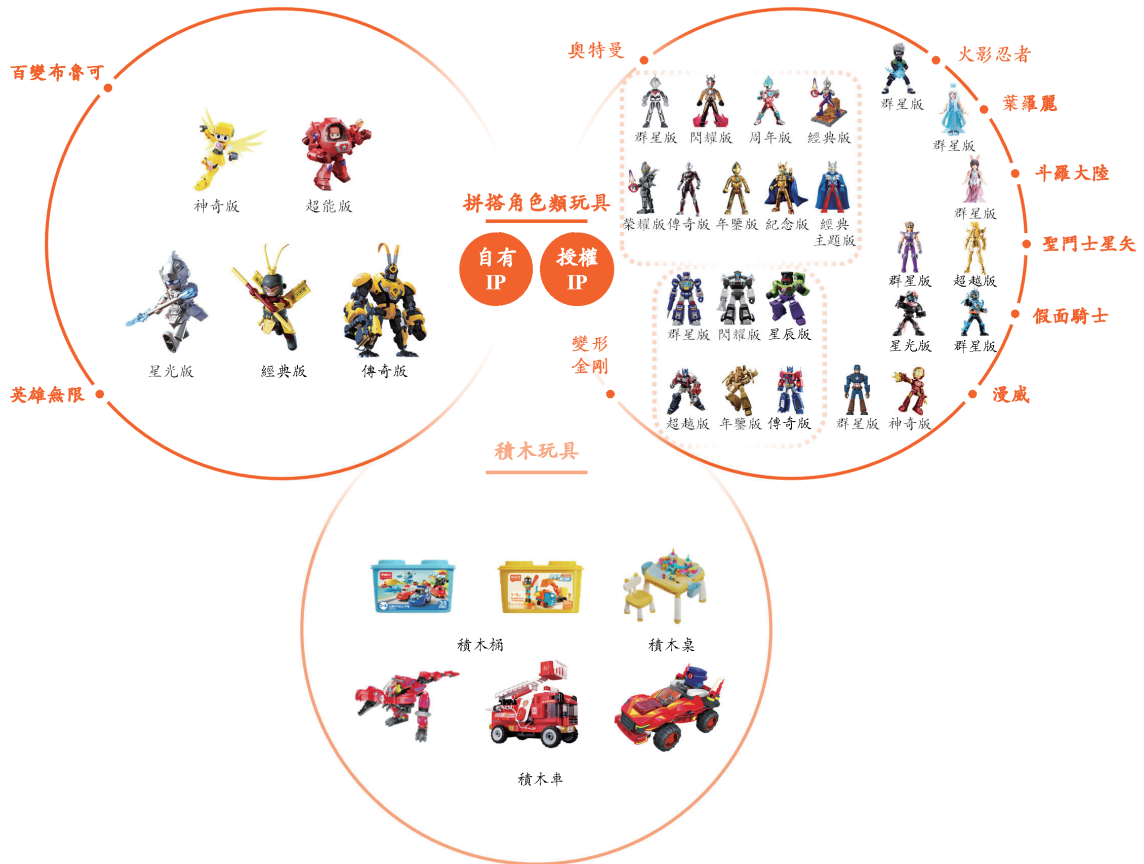 百變布魯可
神奇版
超能版
星光版
經典版
傳奇版
英雄無限
拼搭角色類玩具
自有
IP
授權
IP
奧特曼
群星版
閃耀版
周年版
經典版
榮耀版
傳奇版
年鑒版
紀念版
經典
主題版
變形
金剛
群星版
閃耀版
星辰版
超越版
年鑒版
傳奇版
火影忍者
群星版
葉羅麗
群星版
斗羅大陸
群星版
聖鬥士星矢
群星版
超越版
假面騎士
星光版
群星版
漫威
群星版
神奇版
積木玩具
積木桶
積木桌
積木車